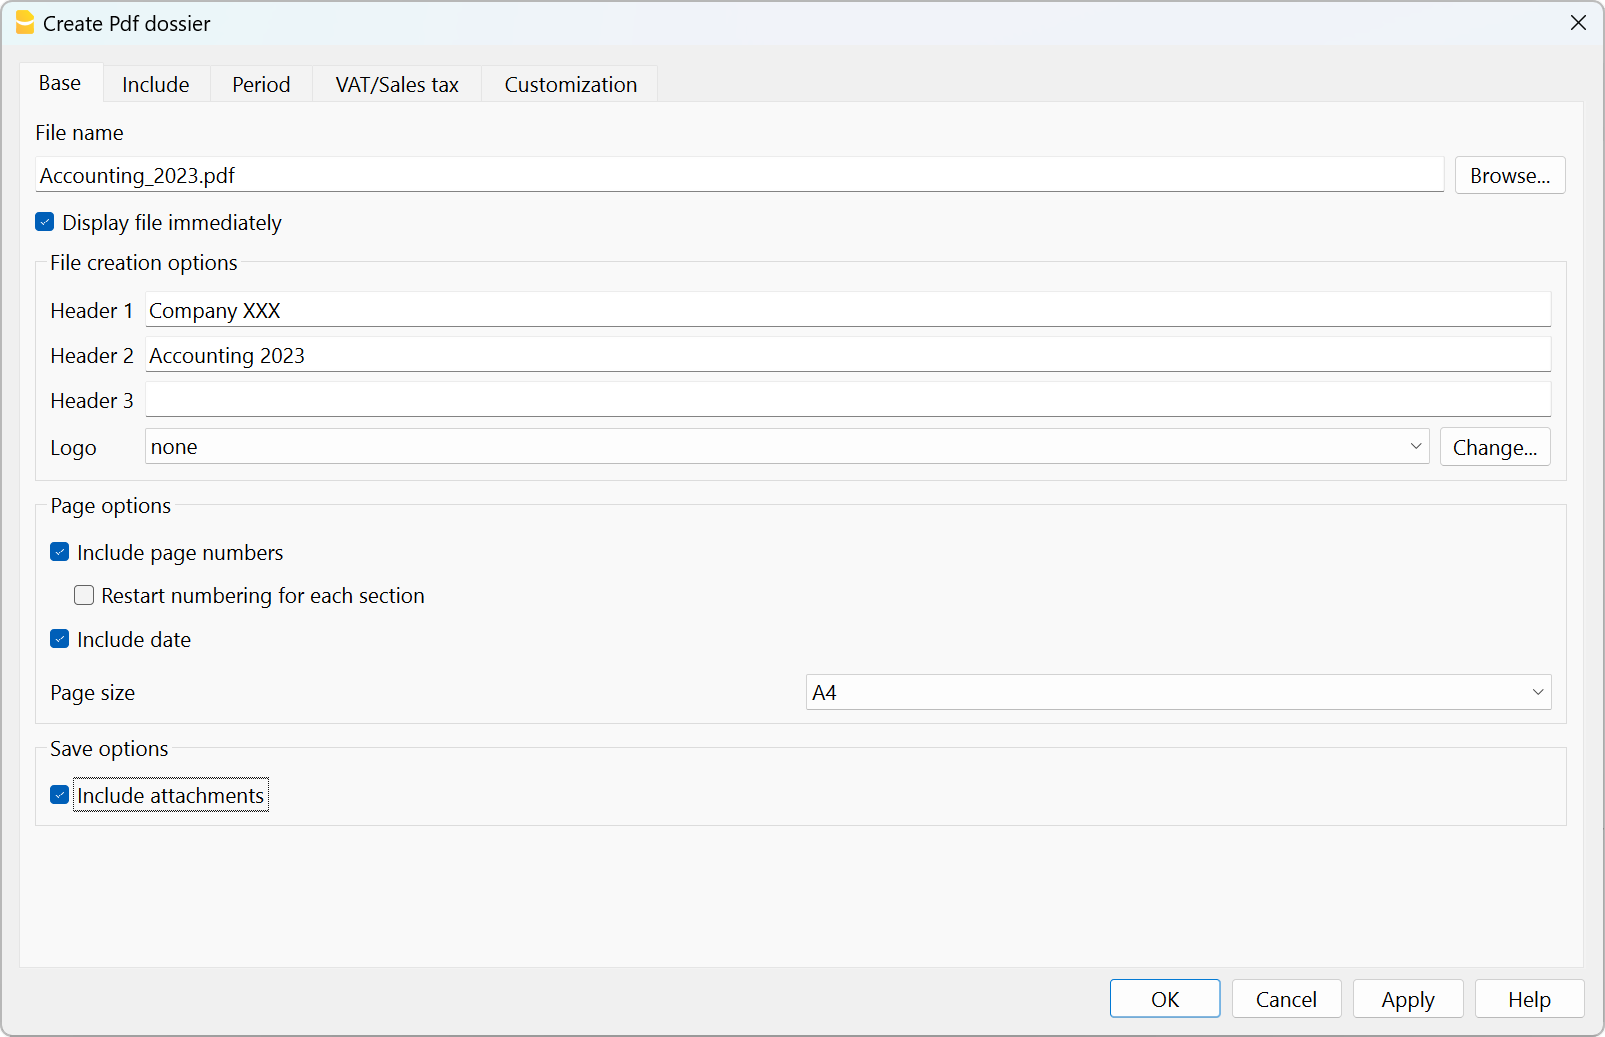 Create Pdf dossier
Base Include Period VAT/Sales tax Customization
File name
Accounting_2023.pdf Browse...
Display file immediately
File creation options
Header 1 Company XXX
Header 2 Accounting 2023
Header 3
Logo none Change...
Page options
Include page numbers
Restart numbering for each section
Include date
Page size A4
Save options
Include attachments
OK Cancel Apply Help